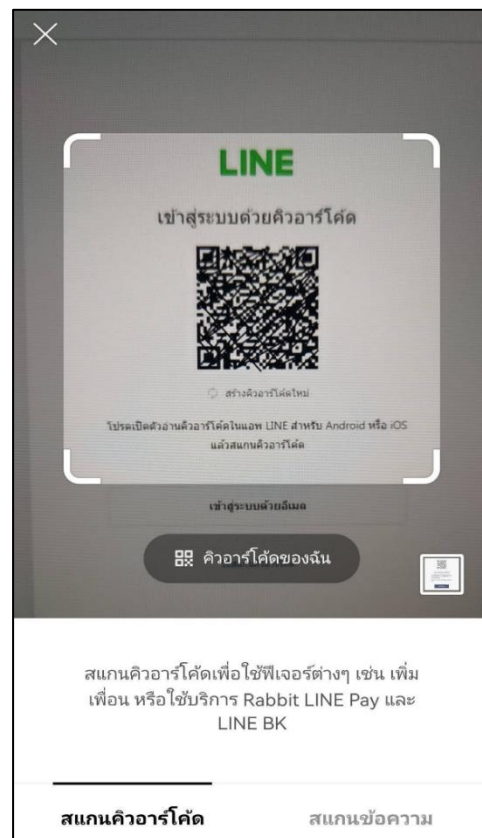 LINE
เข้าสู่ระบบด้วยคิวอาร์โค้ด
สร้างคิวอาร์โค้ดใหม่
โปรดเปิดตัวอ่านคิวอาร์โค้ดในแอพ LINE สำหรับ Android หรือ iOS
แล้วสแกนคิวอาร์โค้ด
เข้าสู่ระบบด้วยอีเมล
คิวอาร์โค้ดของฉัน
สแกนคิวอาร์โค้ดเพื่อใช้ฟีเจอร์ต่างๆ เช่น เพิ่ม
เพื่อน หรือใช้บริการ Rabbit LINE Pay และ
LINE BK
สแกนคิวอาร์โค้ด
สแกนข้อความ